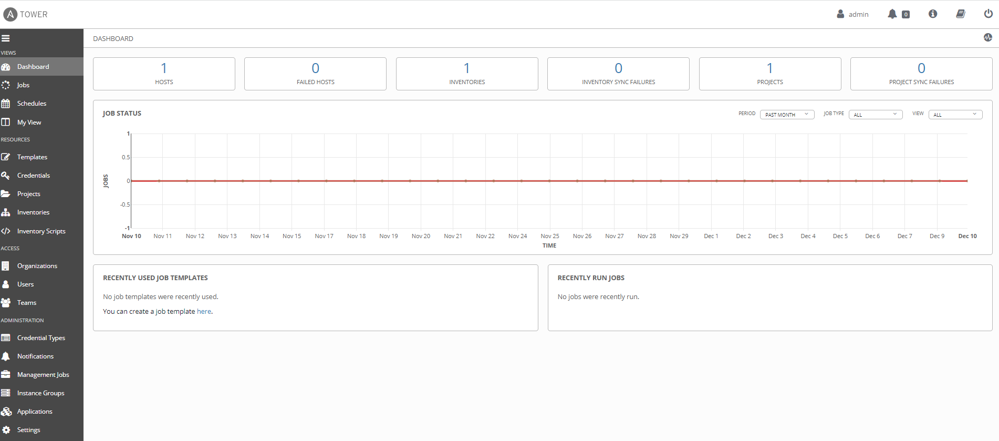 A TOWER
admin
0
VIEWS
Dashboard
Jobs
Schedules
My View
RESOURCES
Templates
Credentials
Projects
Inventories
Inventory Scripts
ACCESS
Organizations
Users
Teams
ADMINISTRATION
Credential Types
Notifications
Management Jobs
Instance Groups
Applications
Settings
DASHBOARD
1
HOSTS
0
FAILED HOSTS
1
INVENTORIES
0
INVENTORY SYNC FAILURES
1
PROJECTS
0
PROJECT SYNC FAILURES
JOB STATUS
PERIOD PAST MONTH JOB TYPE ALL VIEW ALL
1
0.5
0
-0.5
-1
JOBS
Nov 10 Nov 11 Nov 12 Nov 13 Nov 14 Nov 15 Nov 17 Nov 18 Nov 19 Nov 20 Nov 21 Nov 22 Nov 24 Nov 25 Nov 26 Nov 27 Nov 28 Nov 29 Dec 1 Dec 2 Dec 3 Dec 4 Dec 5 Dec 6 Dec 7 Dec 9 Dec 10
TIME
RECENTLY USED JOB TEMPLATES
No job templates were recently used.
You can create a job template here.
RECENTLY RUN JOBS
No jobs were recently run.